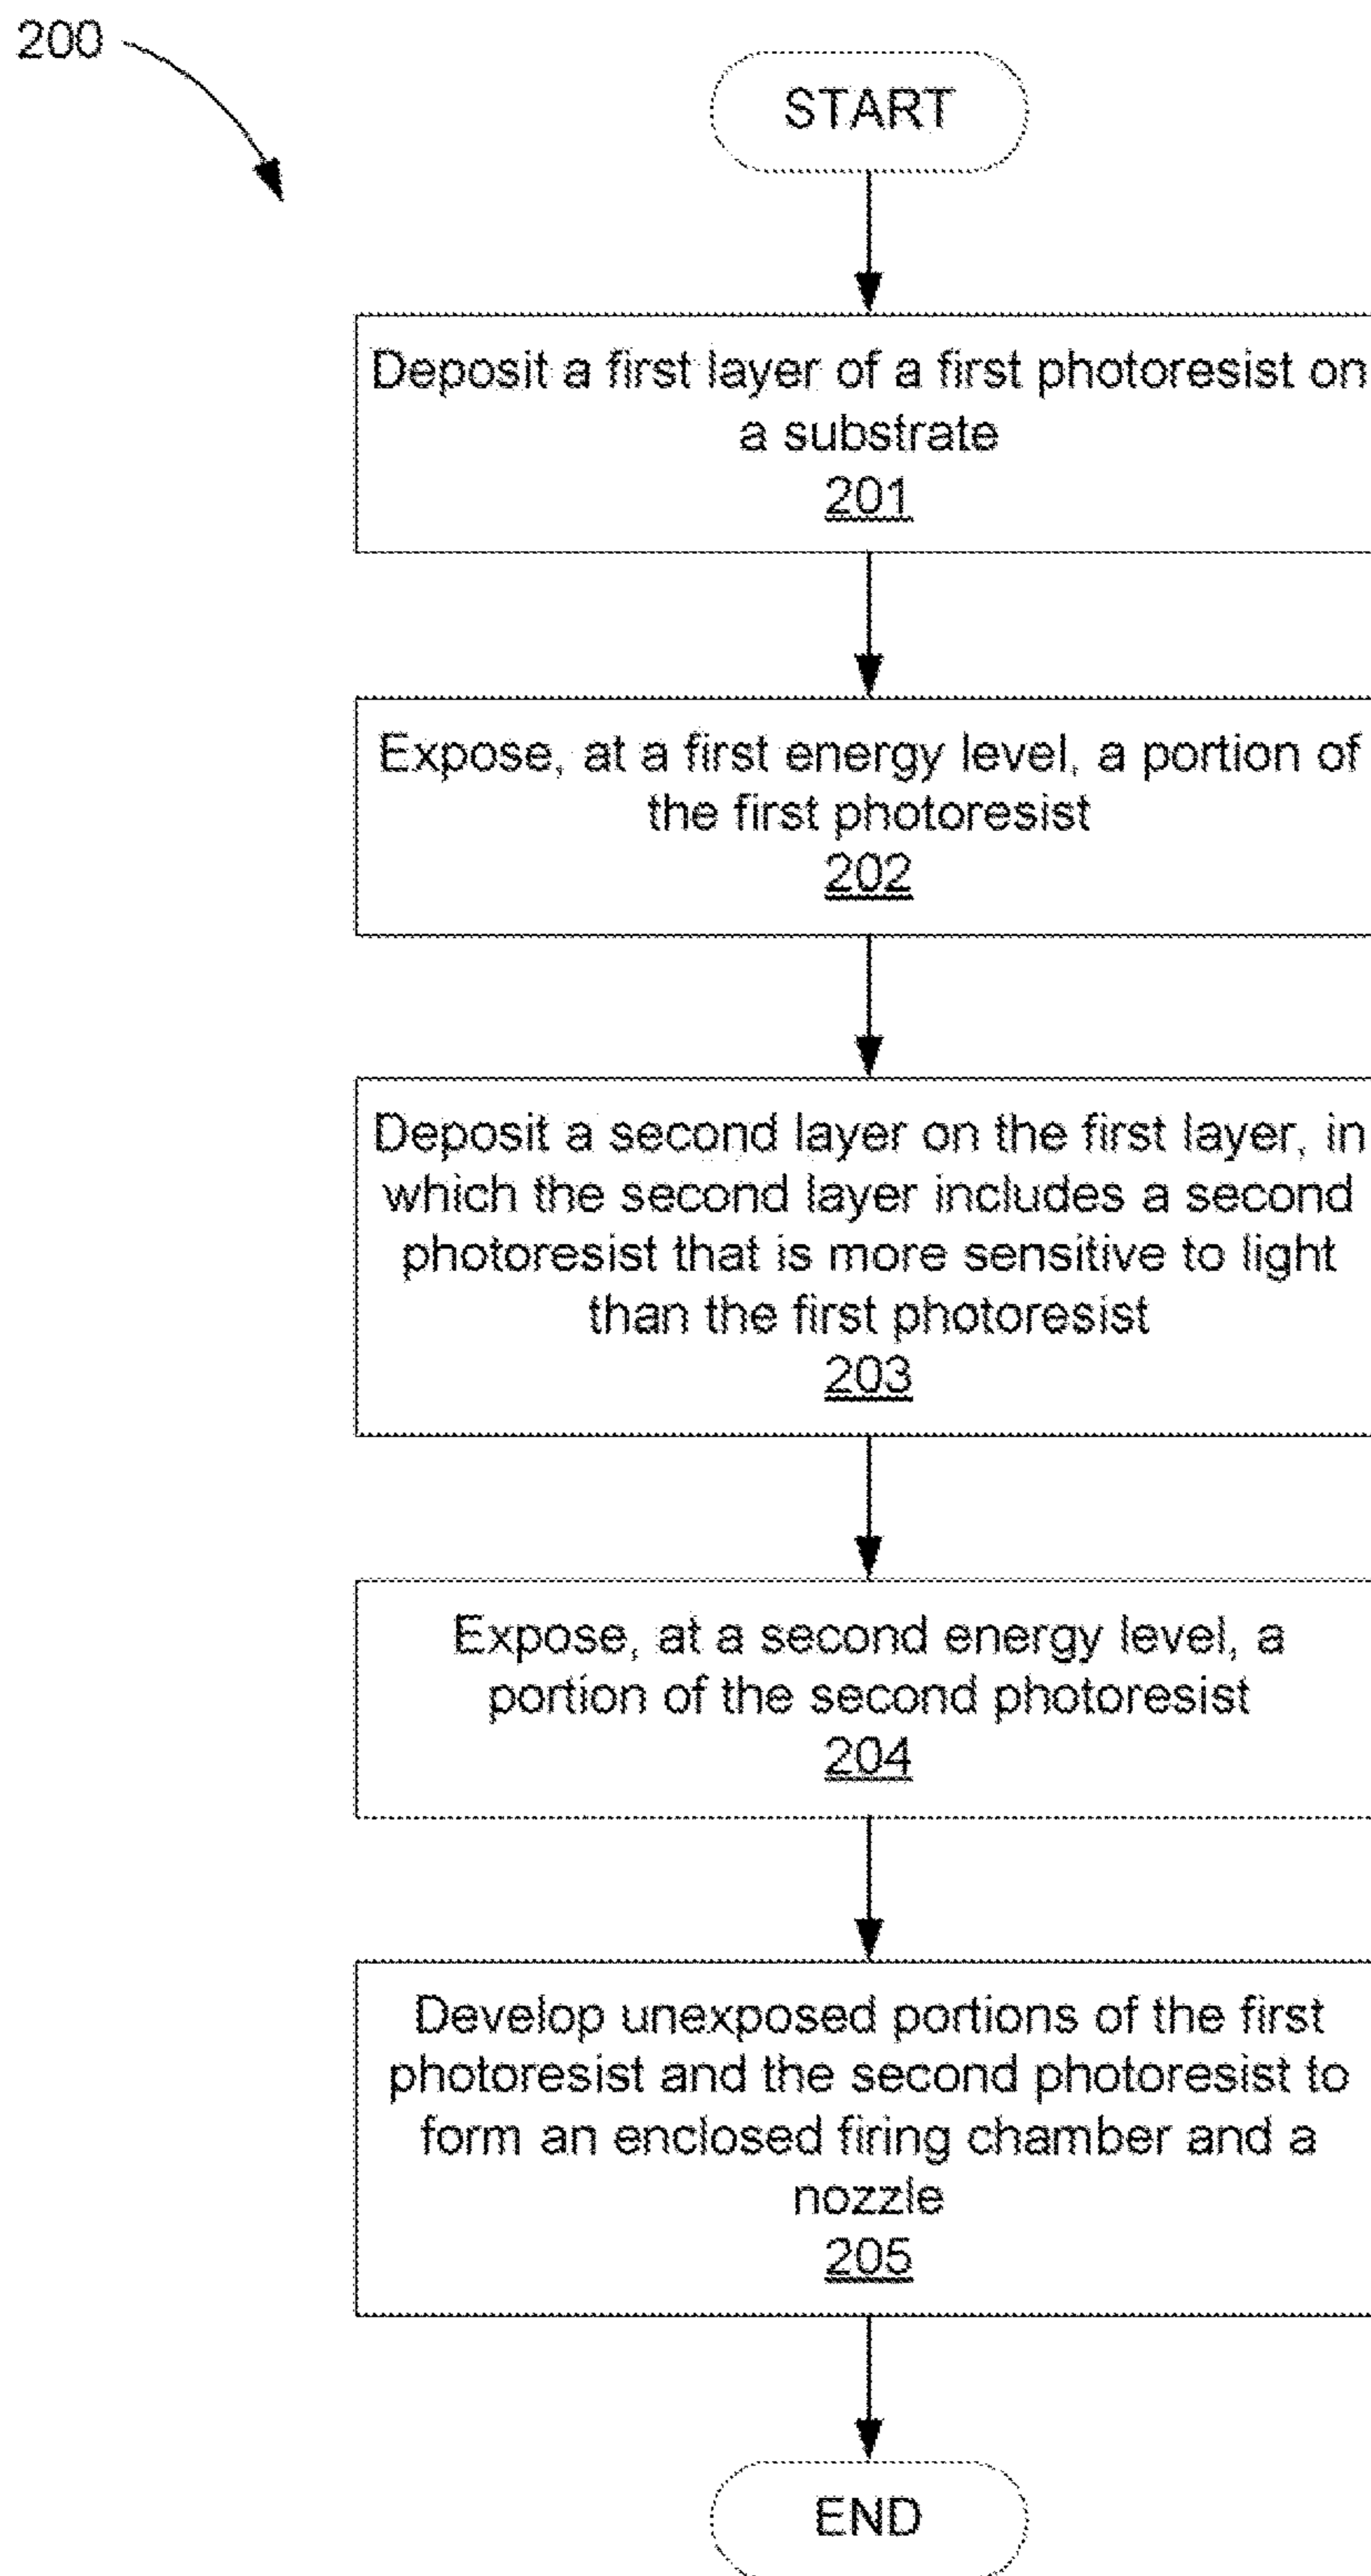 200
START
Deposit a first layer of a first photoresist on
a substrate
201
Expose, at a first energy level, a portion of
the first photoresist
202
Deposit a second layer on the first layer, in
which the second layer includes a second
photoresist that is more sensitive to light
than the first photoresist
203
Expose, at a second energy level, a
portion of the second photoresist
204
Develop unexposed portions of the first
photoresist and the second photoresist to
form an enclosed firing chamber and a
nozzle
205
END